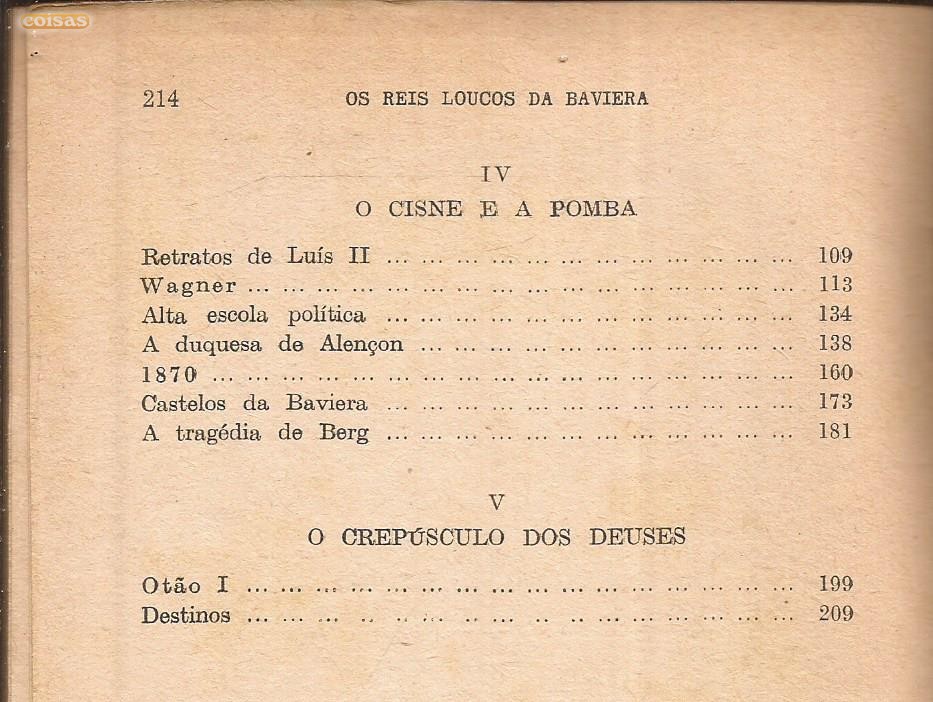 coisas
214 OS REIS LOUCOS DA BAVIERA
IV
O CISNE E A POMBA
Retratos de Luís II ... ... ... ... ... ... ... ... ... ... ... ... 109
Wagner ... ... ... ... ... ... ... ... ... ... ... ... ... ... ... ... 113
Alta escola política ... ... ... ... ... ... ... ... ... ... ... ... 134
A duquesa de Alençon ... ... ... ... ... ... ... ... ... ... ... 138
1870 ... ... ... ... ... ... ... ... ... ... ... ... ... ... ... ... ... 160
Castelos da Baviera ... ... ... ... ... ... ... ... ... ... ... ... 173
A tragédia de Berg ... ... ... ... ... ... ... ... ... ... ... ... 181
V
O CREPÚSCULO DOS DEUSES
Otão I ... ... ... ... ... ... ... ... ... ... ... ... ... ... ... ... 199
Destinos ... ... ... ... ... ... ... ... ... ... ... ... ... ... ... ... 209